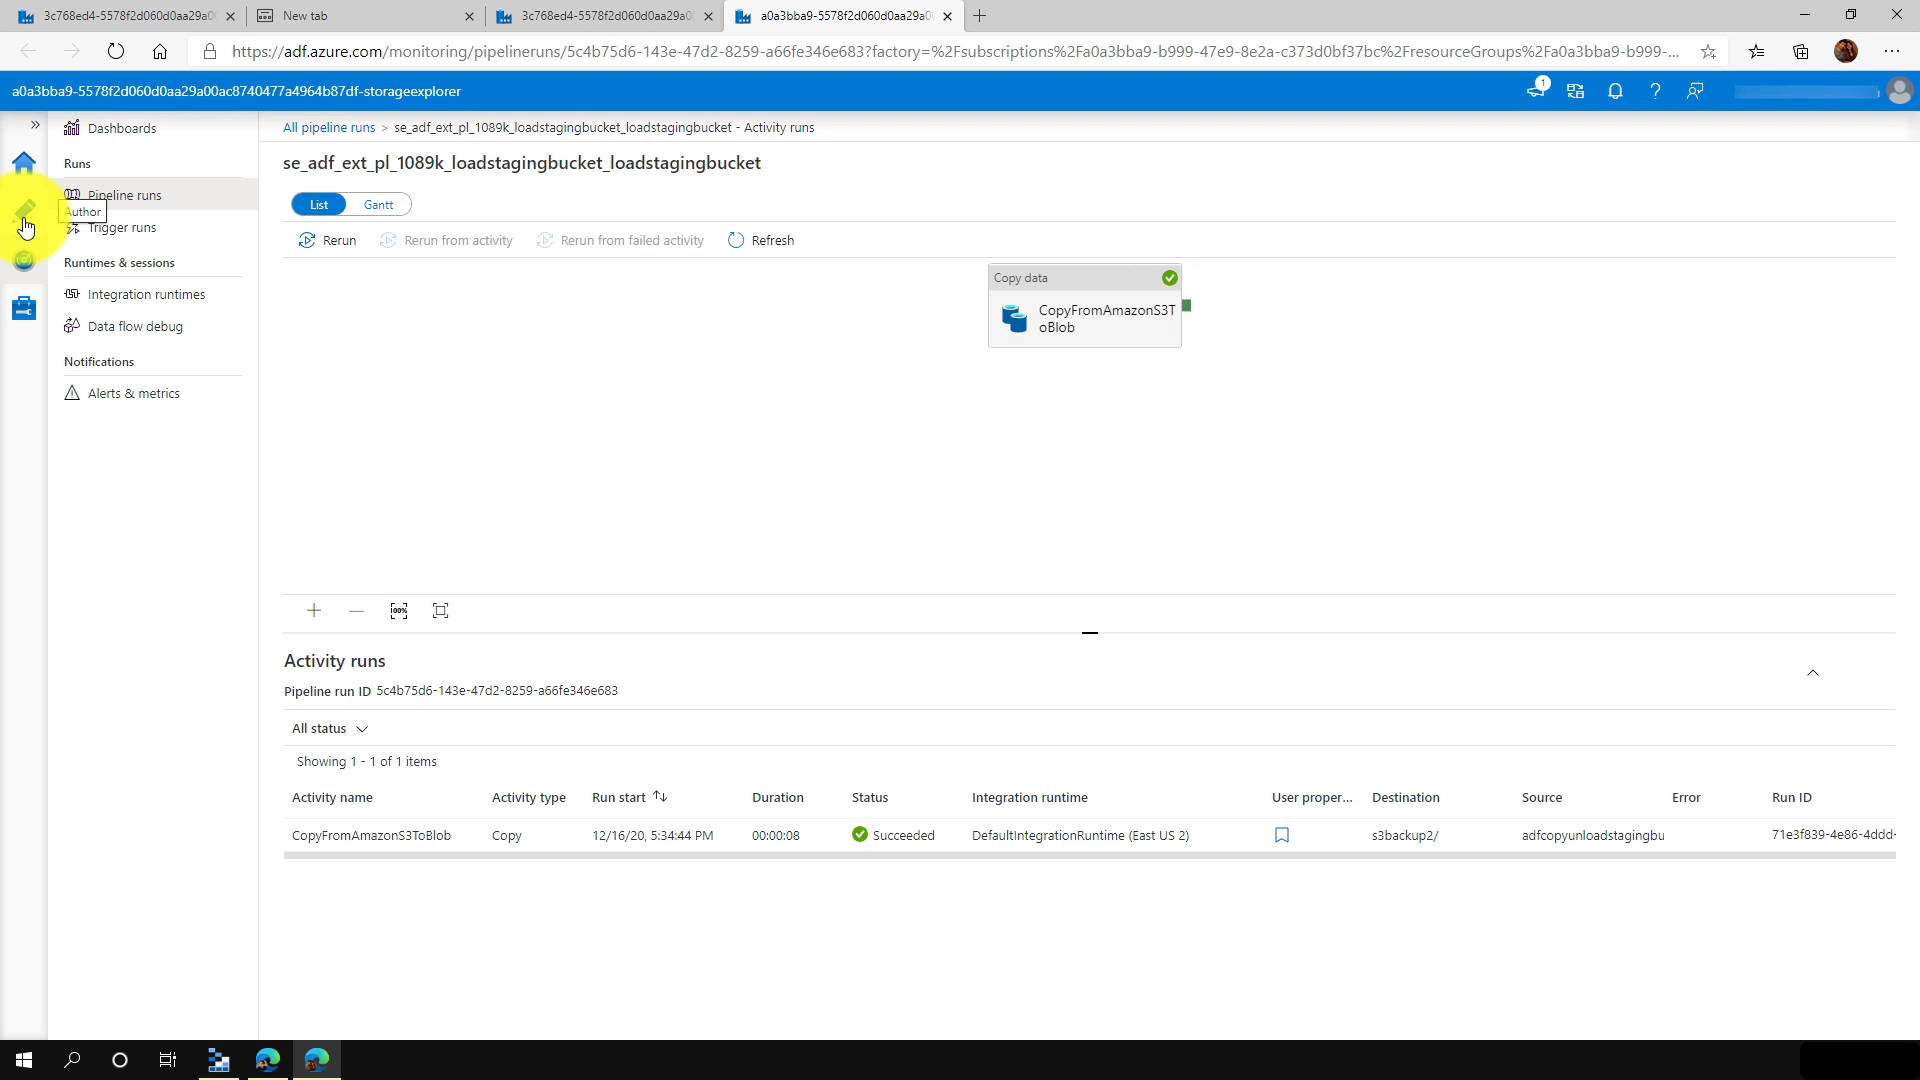 3c768ed4-5578f2d060d0aa29a0
New tab
3c768ed4-5578f2d060d0aa29a0
a0a3bba9-5578f2d060d0aa29a0
https://adf.azure.com/monitoring/pipelineruns/5c4b75d6-143e-47d2-8259-a66fe346e683?factory=%2Fsubscriptions%2Fa0a3bba9-b999-47e9-8e2a-c373d0bf37bc%2FresourceGroups%2Fa0a3bba9-b999-...
a0a3bba9-5578f2d060d0aa29a00ac8740477a4964b87df-storageexplorer
1
Dashboards
Runs
Pipeline runs
Author
Trigger runs
Runtimes & sessions
Integration runtimes
Data flow debug
Notifications
Alerts & metrics
All pipeline runs > se_adf_ext_pl_1089k_loadstagingbucket_loadstagingbucket - Activity runs
se_adf_ext_pl_1089k_loadstagingbucket_loadstagingbucket
List Gantt
Rerun Rerun from activity Rerun from failed activity Refresh
Copy data
CopyFromAmazonS3T
oBlob
Activity runs
Pipeline run ID 5c4b75d6-143e-47d2-8259-a66fe346e683
All status
Showing 1 - 1 of 1 items
Activity name Activity type Run start Duration Status Integration runtime User proper... Destination Source Error Run ID
CopyFromAmazonS3ToBlob Copy 12/16/20, 5:34:44 PM 00:00:08 Succeeded DefaultIntegrationRuntime (East US 2) s3backup2/ adfcopyunloadstagingbu 71e3f839-4e86-4ddd-